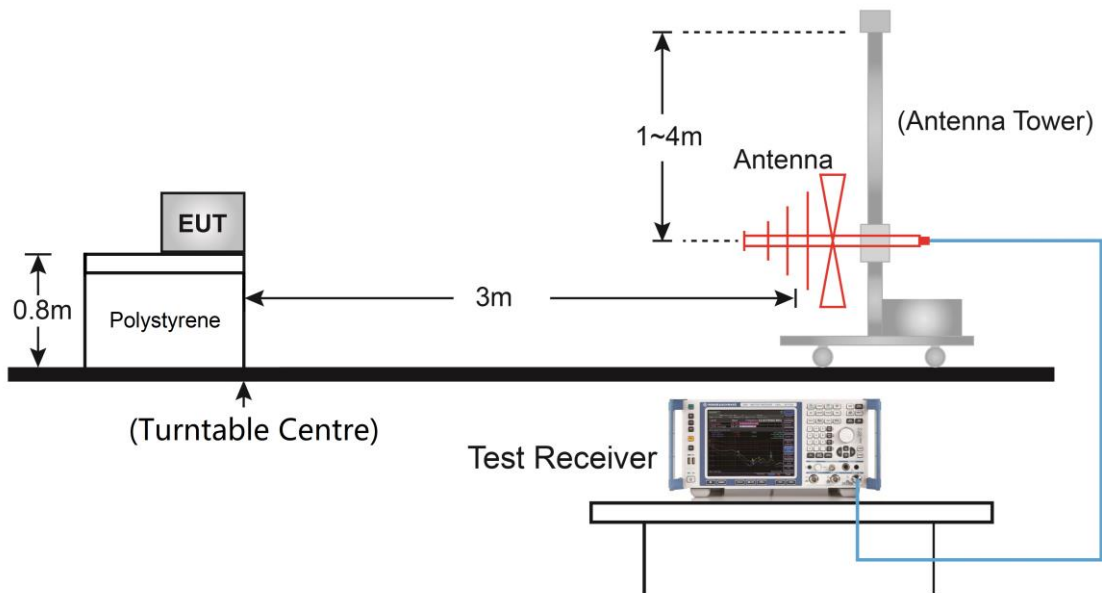 (Antenna Tower)
1~4m
Antenna
EUT
3m
0.8m
Polystyrene
(Turntable Centre)
Test Receiver